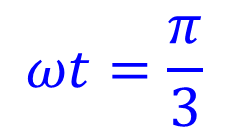 ωt = π/3